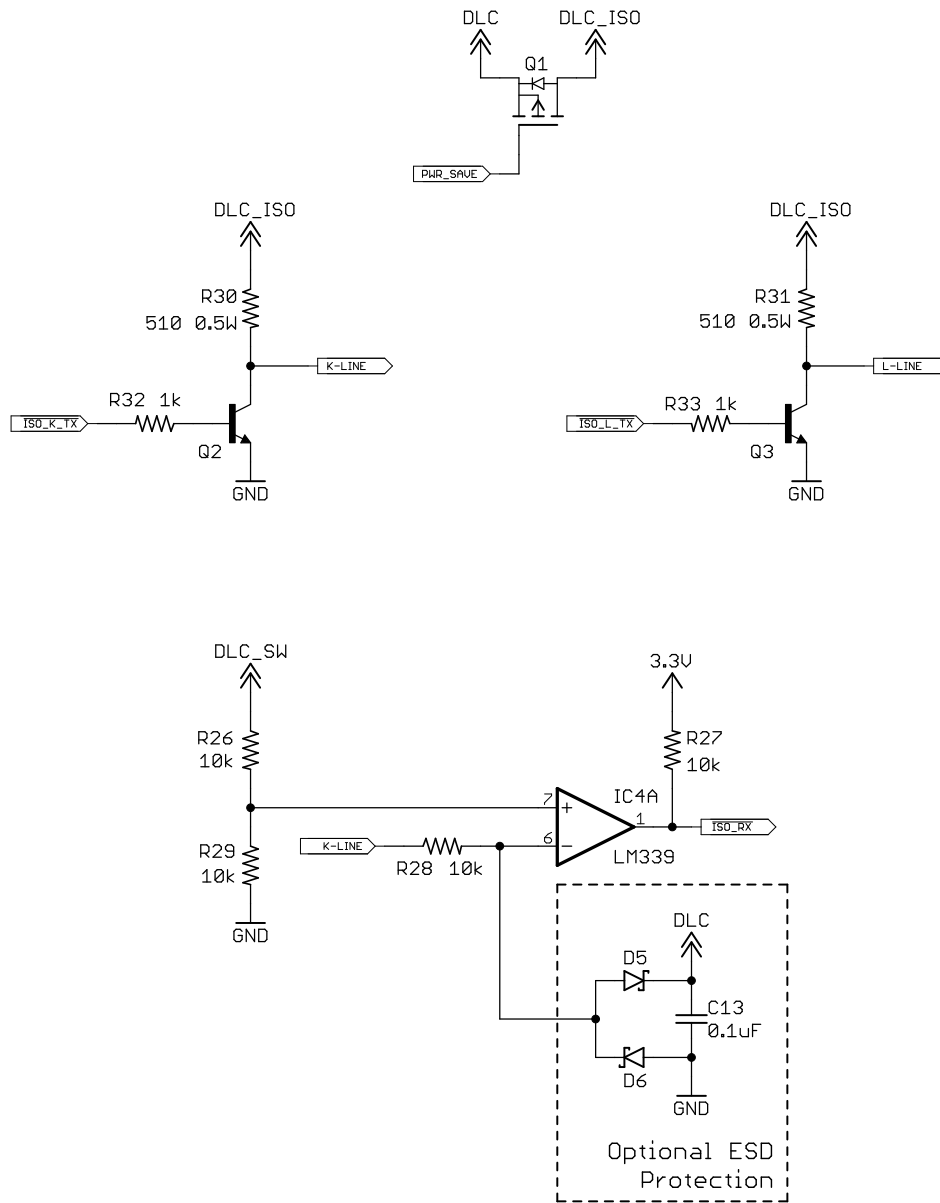 DLC
DLC_ISO
Q1
PWR_SAVE
DLC_ISO
DLC_ISO
R30
510 0.5W
R31
510 0.5W
K-LINE
L-LINE
R32 1k
R33 1k
ISO_K_TX
ISO_L_TX
Q2
Q3
GND
GND
DLC_SW
3.3V
R26
10k
R27
10k
7
+
IC4A
1
ISO_RX
K-LINE
6
-
R29
10k
R28 10k
LM339
GND
DLC
D5
C13
0.1uF
D6
GND
Optional ESD
Protection